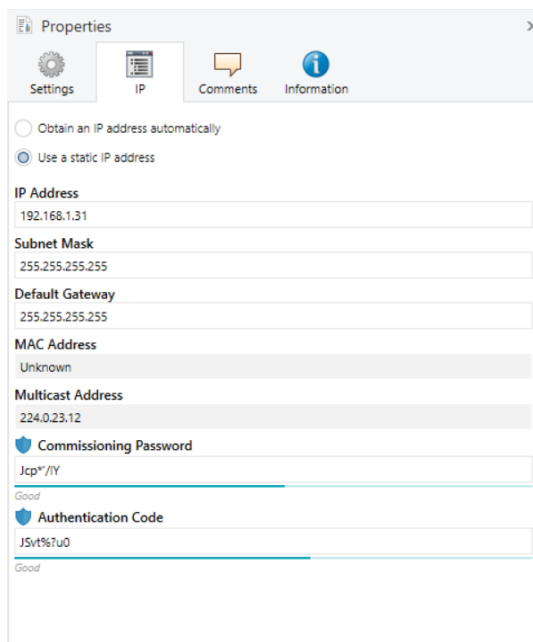 Properties
Settings
IP
Comments
Information
Obtain an IP address automatically
Use a static IP address
IP Address
192.168.1.31
Subnet Mask
255.255.255.255
Default Gateway
255.255.255.255
MAC Address
Unknown
Multicast Address
224.0.23.12
Commissioning Password
Good
Authentication Code
JSvt%?u0
Good